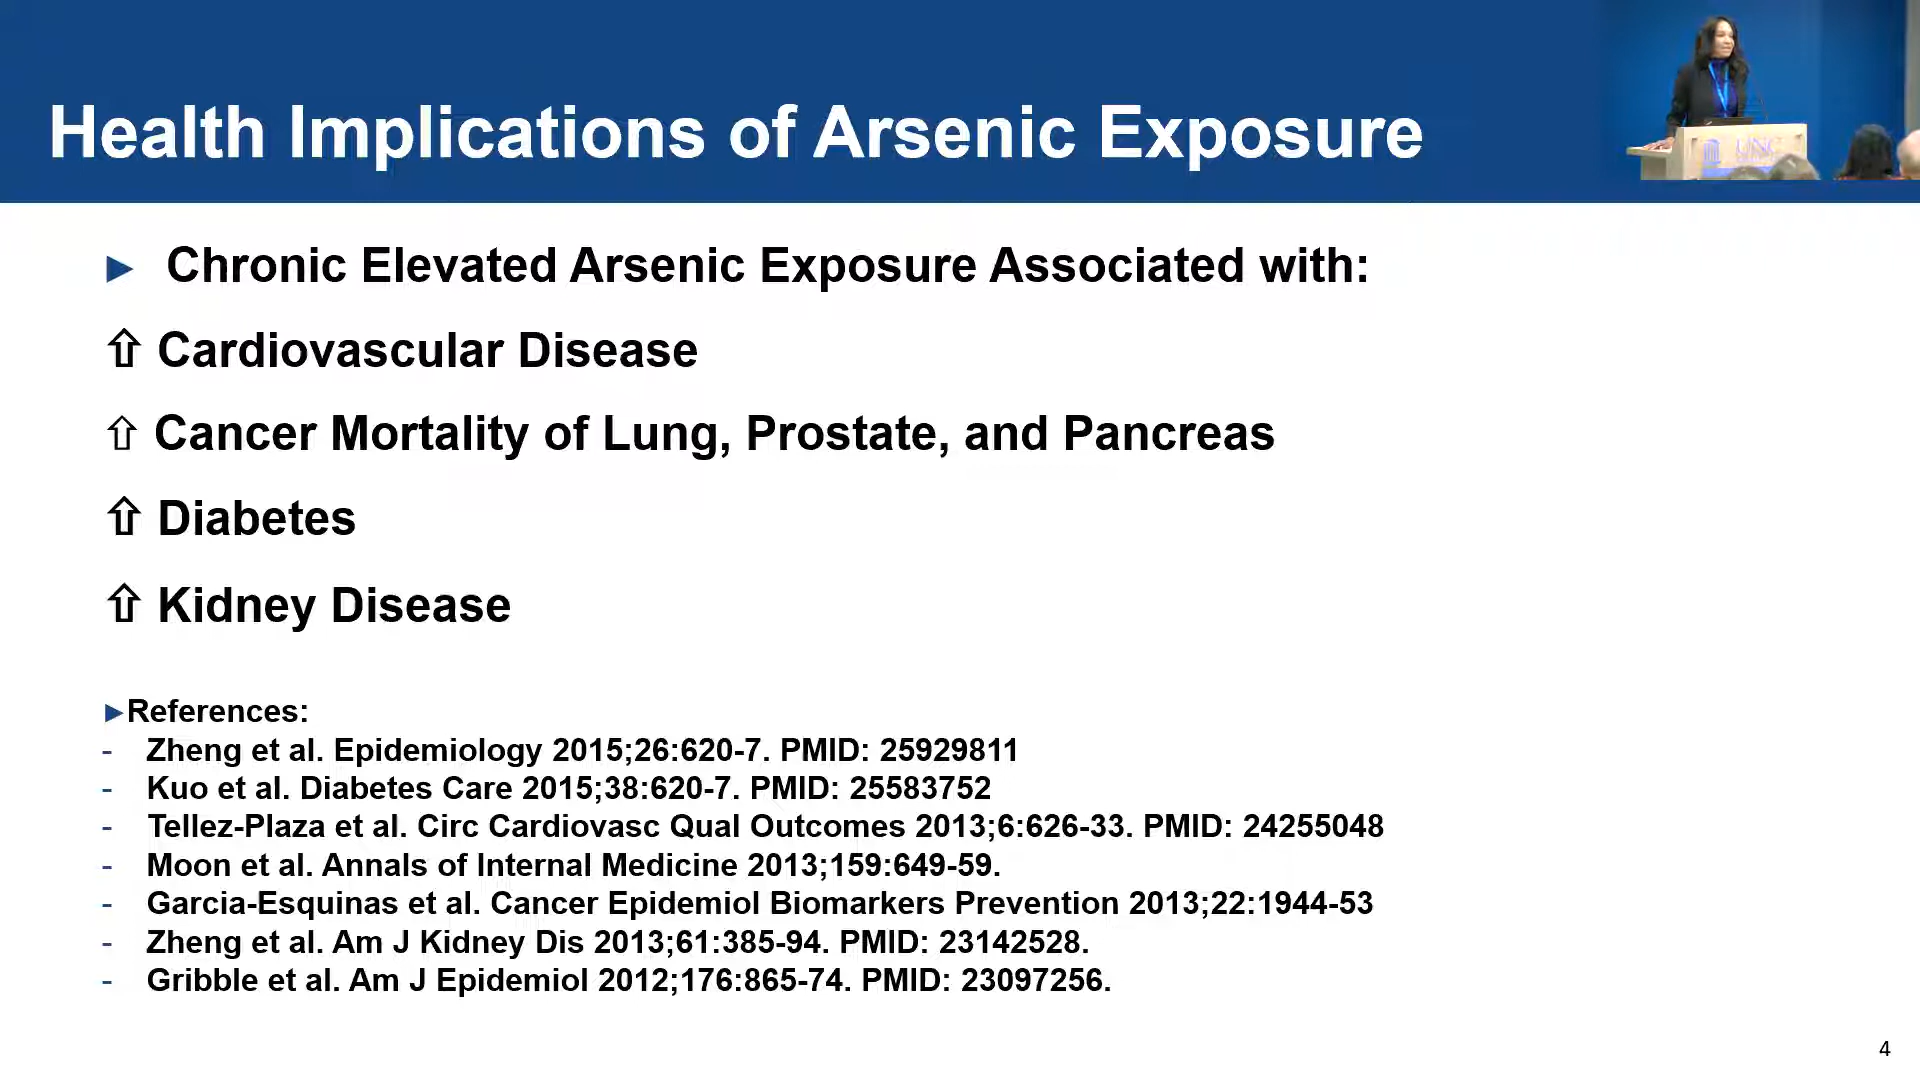 Health Implications of Arsenic Exposure
UNC
► Chronic Elevated Arsenic Exposure Associated with:
⇧ Cardiovascular Disease
⇧ Cancer Mortality of Lung, Prostate, and Pancreas
⇧ Diabetes
⇧ Kidney Disease
►References:
- Zheng et al. Epidemiology 2015;26:620-7. PMID: 25929811
- Kuo et al. Diabetes Care 2015;38:620-7. PMID: 25583752
- Tellez-Plaza et al. Circ Cardiovasc Qual Outcomes 2013;6:626-33. PMID: 24255048
- Moon et al. Annals of Internal Medicine 2013;159:649-59.
- Garcia-Esquinas et al. Cancer Epidemiol Biomarkers Prevention 2013;22:1944-53
- Zheng et al. Am J Kidney Dis 2013;61:385-94. PMID: 23142528.
- Gribble et al. Am J Epidemiol 2012;176:865-74. PMID: 23097256.
4